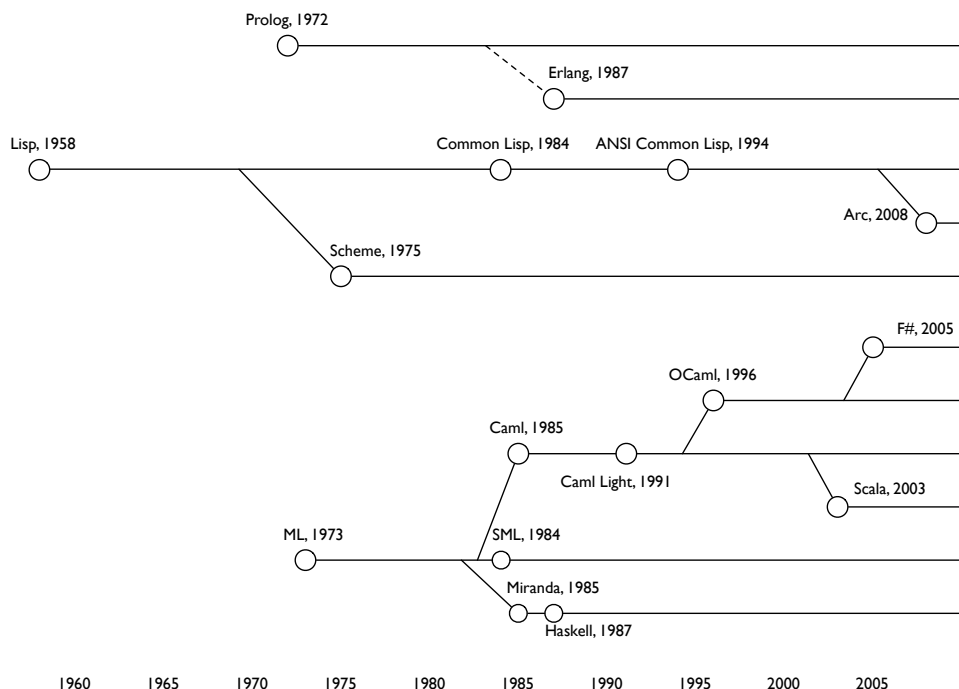 Prolog, 1972
Erlang, 1987
Lisp, 1958
Common Lisp, 1984
ANSI Common Lisp, 1994
Arc, 2008
Scheme, 1975
F#, 2005
OCaml, 1996
Caml, 1985
Caml Light, 1991
Scala, 2003
ML, 1973
SML, 1984
Miranda, 1985
Haskell, 1987
1960 1965 1970 1975 1980 1985 1990 1995 2000 2005